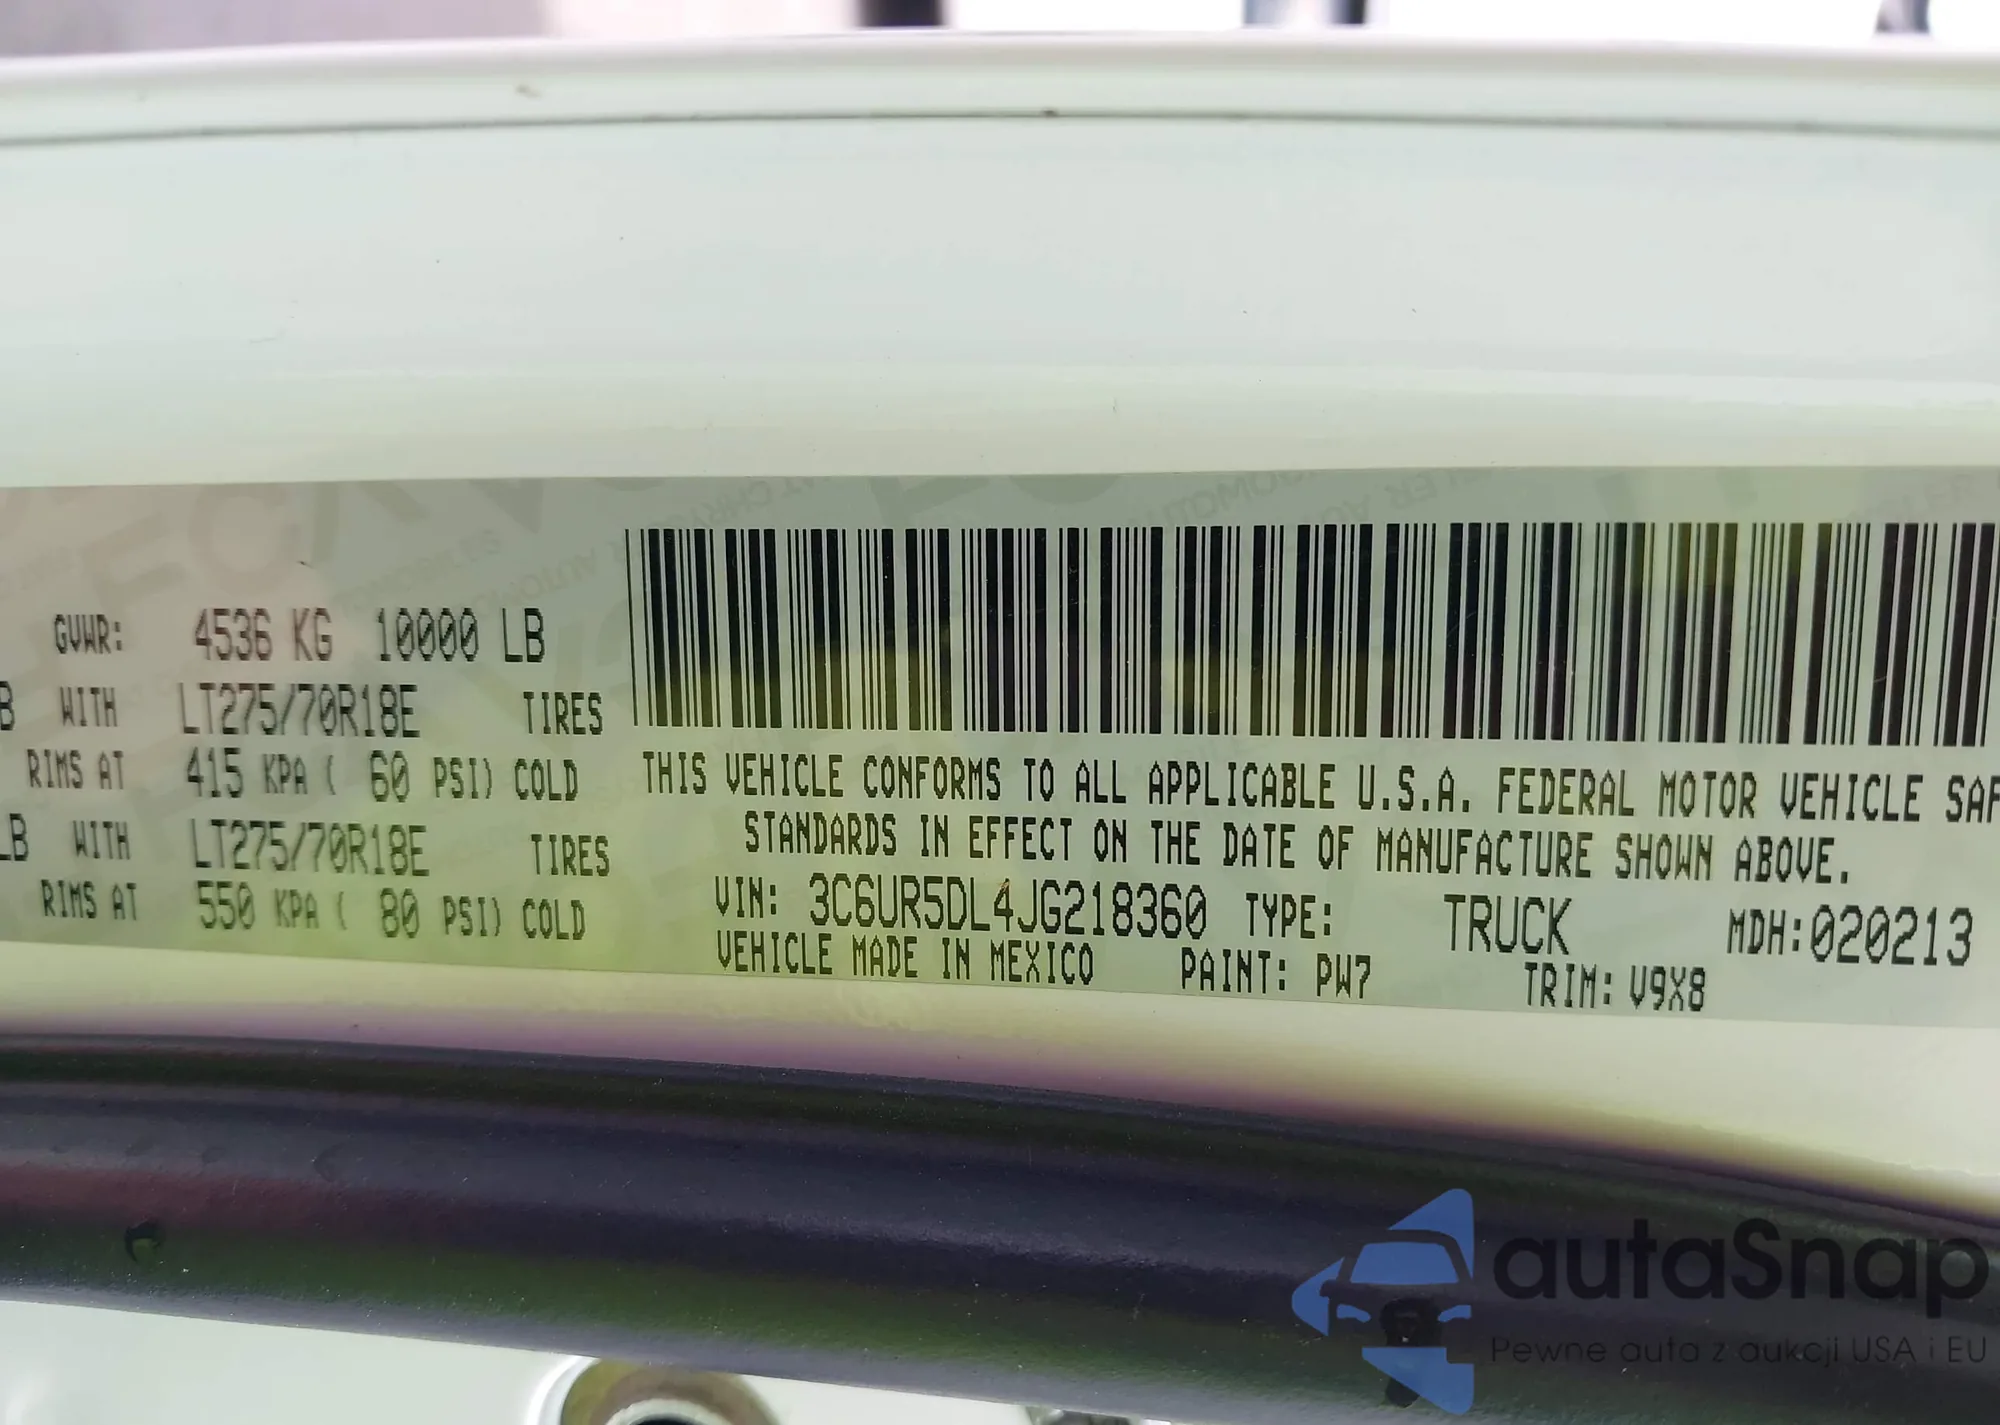 GVWR: 4536 KG 10000 LB
B WITH LT275/70R18E TIRES
RIMS AT 415 KPA ( 60 PSI) COLD
LB WITH LT275/70R18E TIRES
RIMS AT 550 KPA ( 80 PSI) COLD
THIS VEHICLE CONFORMS TO ALL APPLICABLE U.S.A. FEDERAL MOTOR VEHICLE SAF
STANDARDS IN EFFECT ON THE DATE OF MANUFACTURE SHOWN ABOVE.
VIN: 3C6UR5DL4JG218360 TYPE: TRUCK MDH:020213
VEHICLE MADE IN MEXICO PAINT: PW7 TRIM: V9X8
autaSnap
Pewne auta z aukcji USA i EU